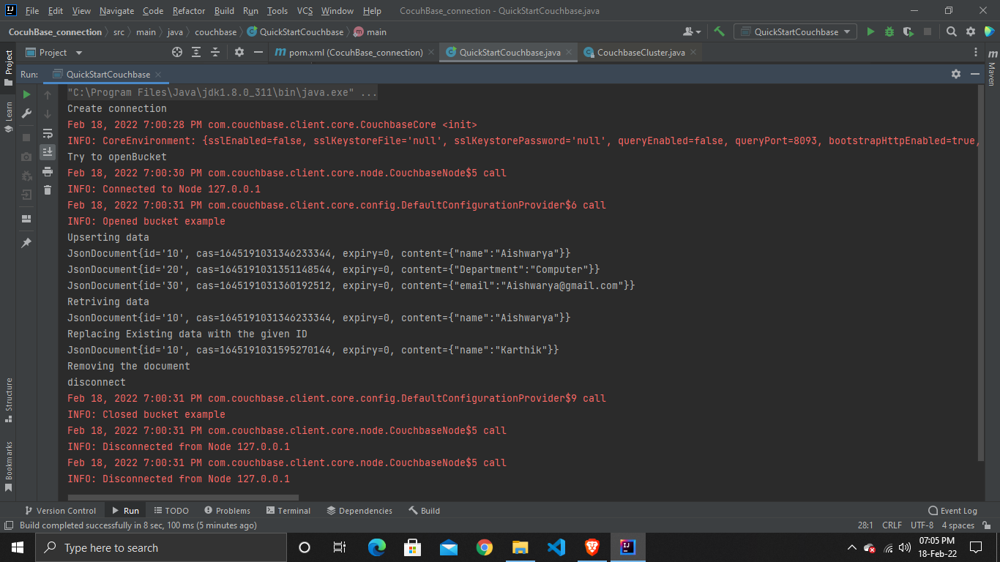 File Edit View Navigate Code Refactor Build Run Tools VCS Window Help CocuhBase_connection - QuickStartCouchbase.java
CocuhBase_connection src main java couchbase QuickStartCouchbase main QuickStartCouchbase
Project pom.xml (CocuhBase_connection) QuickStartCouchbase.java CouchbaseCluster.java
Run: QuickStartCouchbase
Project
Learn
Structure
Bookmarks
Maven
"C:\Program Files\Java\jdk1.8.0_311\bin\java.exe" ...
Create connection
Feb 18, 2022 7:00:28 PM com.couchbase.client.core.CouchbaseCore <init>
INFO: CoreEnvironment: {sslEnabled=false, sslKeystoreFile='null', sslKeystorePassword='null', queryEnabled=false, queryPort=8093, bootstrapHttpEnabled=true,
Try to openBucket
Feb 18, 2022 7:00:30 PM com.couchbase.client.core.node.CouchbaseNode$5 call
INFO: Connected to Node 127.0.0.1
Feb 18, 2022 7:00:31 PM com.couchbase.client.core.config.DefaultConfigurationProvider$6 call
INFO: Opened bucket example
Upserting data
JsonDocument{id='10', cas=1645191031346233344, expiry=0, content={"name":"Aishwarya"}}
JsonDocument{id='20', cas=1645191031351148544, expiry=0, content={"Department":"Computer"}}
JsonDocument{id='30', cas=1645191031360192512, expiry=0, content={"email":"Aishwarya@gmail.com"}}
Retriving data
JsonDocument{id='10', cas=1645191031346233344, expiry=0, content={"name":"Aishwarya"}}
Replacing Existing data with the given ID
JsonDocument{id='10', cas=1645191031595270144, expiry=0, content={"name":"Karthik"}}
Removing the document
disconnect
Feb 18, 2022 7:00:31 PM com.couchbase.client.core.config.DefaultConfigurationProvider$9 call
INFO: Closed bucket example
Feb 18, 2022 7:00:31 PM com.couchbase.client.core.node.CouchbaseNode$5 call
INFO: Disconnected from Node 127.0.0.1
Feb 18, 2022 7:00:31 PM com.couchbase.client.core.node.CouchbaseNode$5 call
INFO: Disconnected from Node 127.0.0.1
Version Control Run TODO Problems Terminal Dependencies Build Event Log
Build completed successfully in 8 sec, 100 ms (5 minutes ago) 28:1 CRLF UTF-8 4 spaces
Type here to search
07:05 PM
18-Feb-22